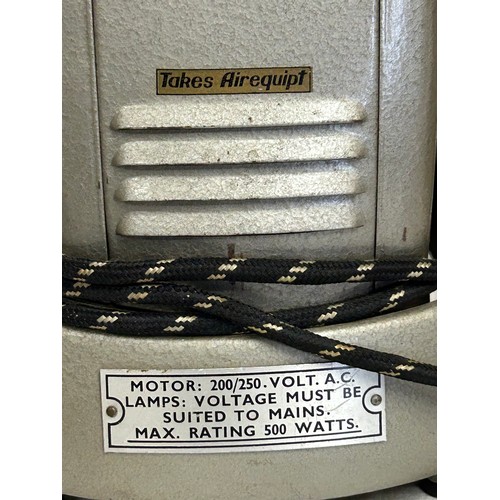 Takes Airequipt
MOTOR: 200/250. VOLT. A.C.
LAMPS: VOLTAGE MUST BE
SUITED TO MAINS.
MAX. RATING 500 WATTS.